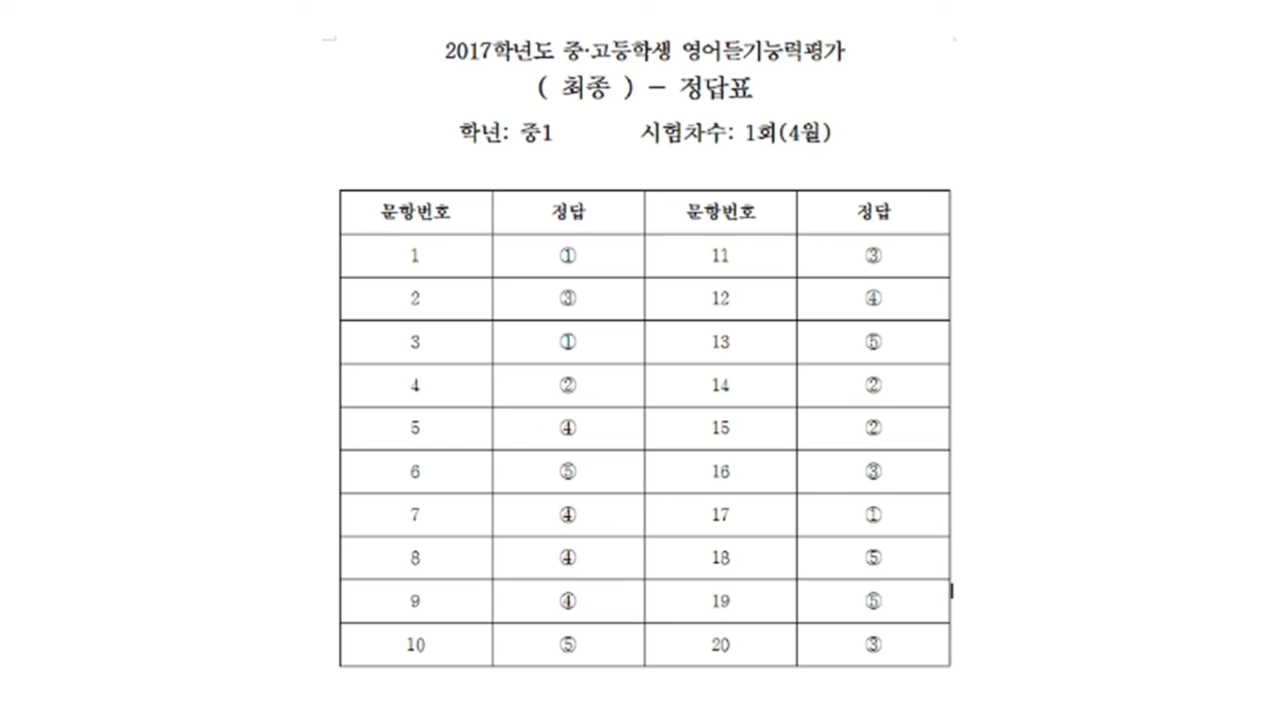 2017학년도 중·고등학생 영어듣기능력평가
( 최종 ) - 정답표
학년: 중1 시험차수: 1회(4월)
문항번호 정답 문항번호 정답
1 ① 11 ③
2 ③ 12 ④
3 ① 13 ⑤
4 ② 14 ②
5 ④ 15 ②
6 ⑤ 16 ③
7 ④ 17 ①
8 ④ 18 ⑤
9 ④ 19 ⑤
10 ⑤ 20 ③